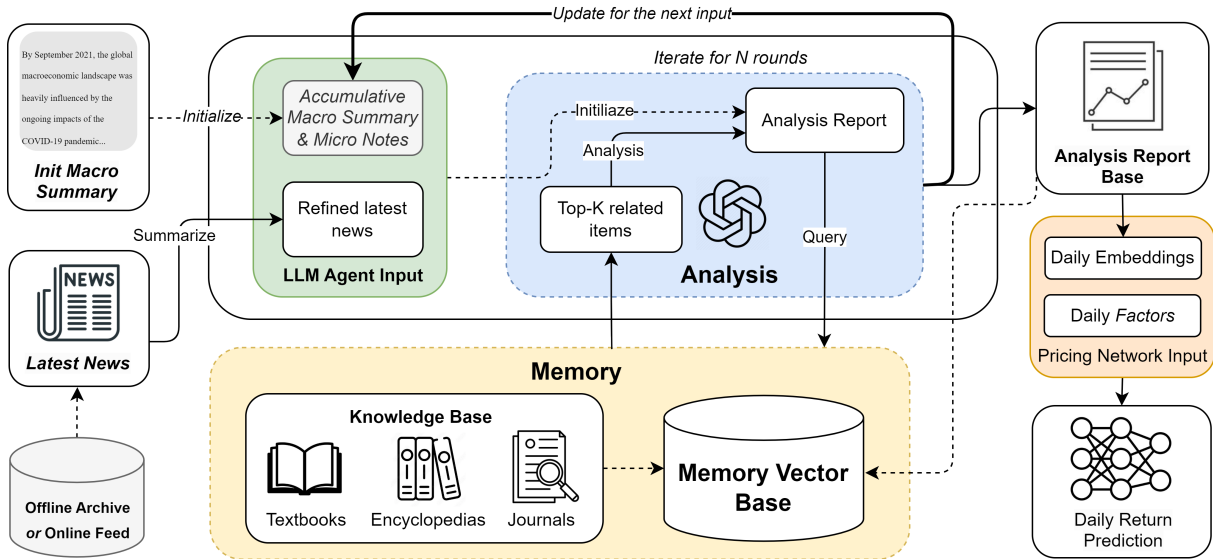 Update for the next input
By September 2021, the global
macroeconomic landscape was
heavily influenced by the
ongoing impacts of the
COVID-19 pandemic...
Init Macro
Summary
Initialize
Iterate for N rounds
Accumulative
Macro Summary
& Micro Notes
Refined latest
news
LLM Agent Input
Initiliaze
Analysis
Analysis Report
Top-K related
items
Query
Analysis
Analysis Report
Base
Summarize
NEWS
Latest News
Offline Archive
or Online Feed
Daily Embeddings
Daily Factors
Pricing Network Input
Memory
Knowledge Base
Textbooks
Encyclopedias
Journals
Memory Vector
Base
Daily Return
Prediction